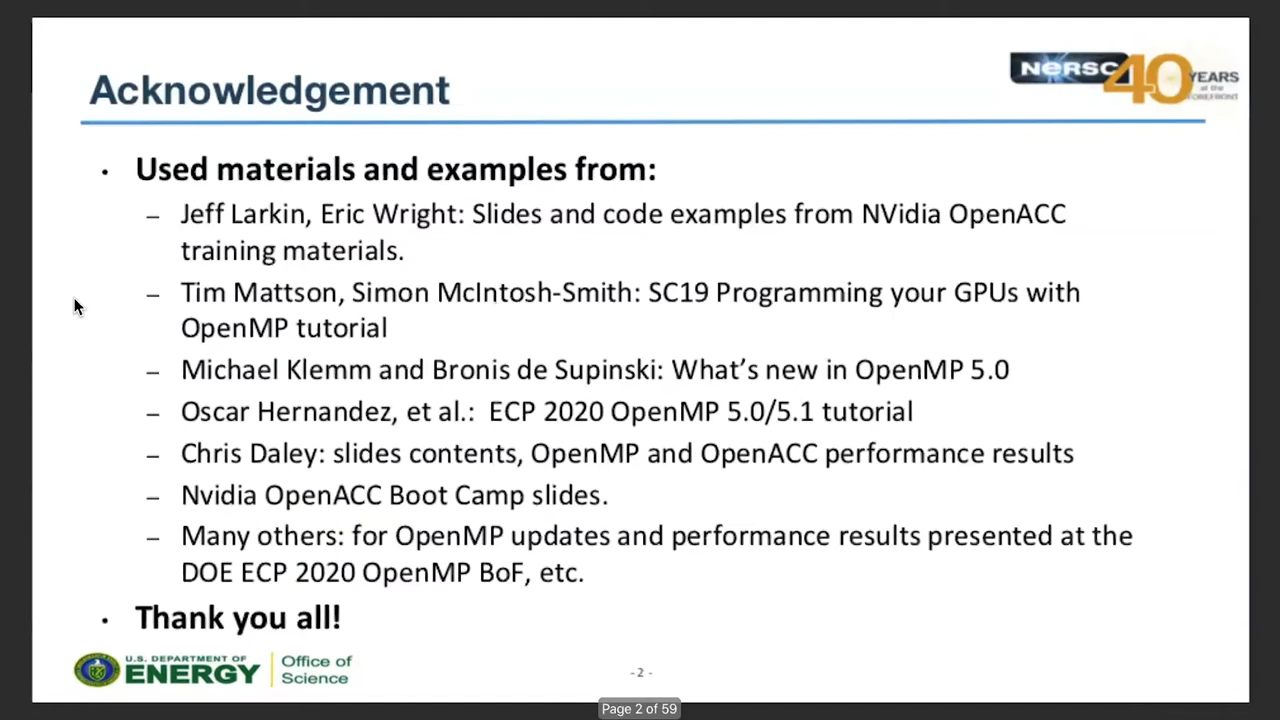 Acknowledgement
NERSC 40 YEARS
at the
FOREFRONT
• Used materials and examples from:
– Jeff Larkin, Eric Wright: Slides and code examples from NVidia OpenACC
training materials.
– Tim Mattson, Simon McIntosh-Smith: SC19 Programming your GPUs with
OpenMP tutorial
– Michael Klemm and Bronis de Supinski: What’s new in OpenMP 5.0
– Oscar Hernandez, et al.:  ECP 2020 OpenMP 5.0/5.1 tutorial
– Chris Daley: slides contents, OpenMP and OpenACC performance results
– Nvidia OpenACC Boot Camp slides.
– Many others: for OpenMP updates and performance results presented at the
DOE ECP 2020 OpenMP BoF, etc.
• Thank you all!
U.S. DEPARTMENT OF
ENERGY
Office of
Science
- 2 -
Page 2 of 59